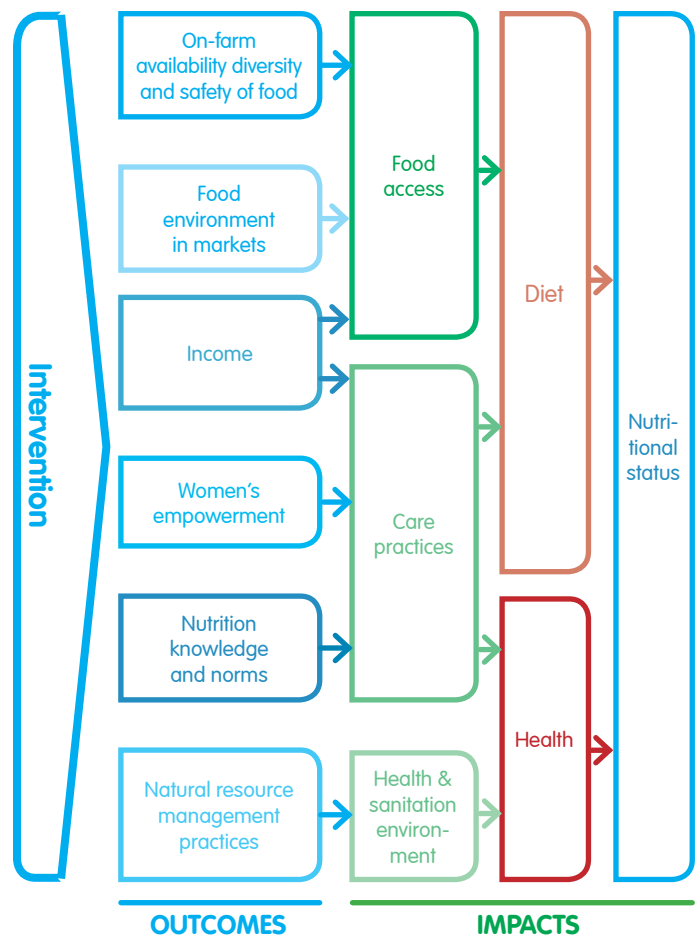 Intervention
On-farm
availability diversity
and safety of food
Food
environment
in markets
Income
Women’s
empowerment
Nutrition
knowledge
and norms
Natural resource
management
practices
Food
access
Care
practices
Health &
sanitation
environ-
ment
Diet
Health
Nutri-
tional
status
OUTCOMES
IMPACTS